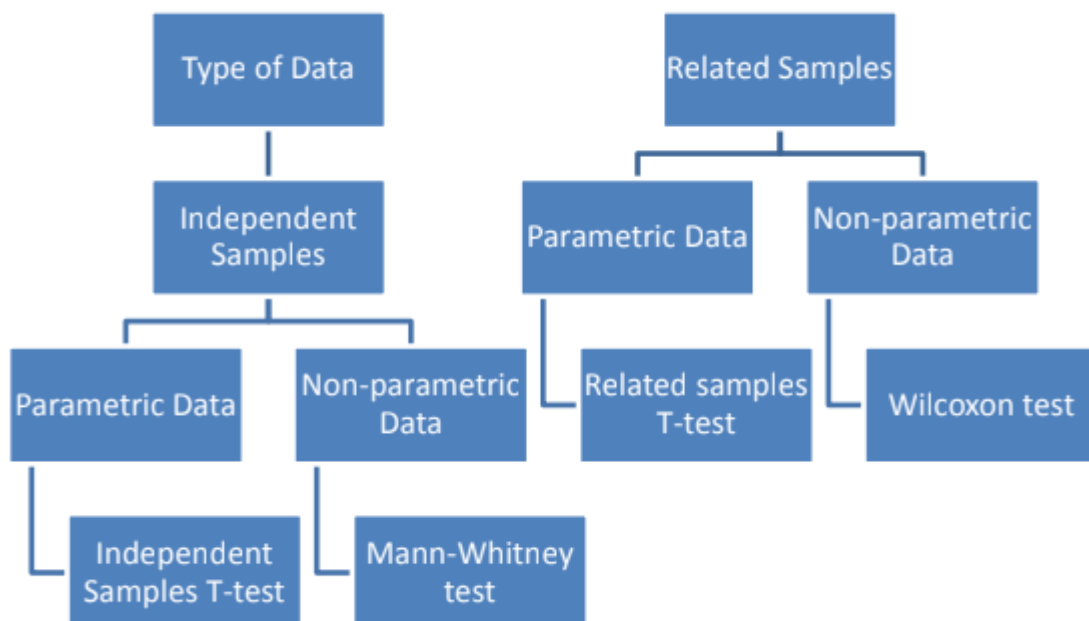 Type of Data
Independent
Samples
Parametric Data
Non-parametric
Data
Independent
Samples T-test
Mann-Whitney
test
Related Samples
Parametric Data
Non-parametric
Data
Related samples
T-test
Wilcoxon test